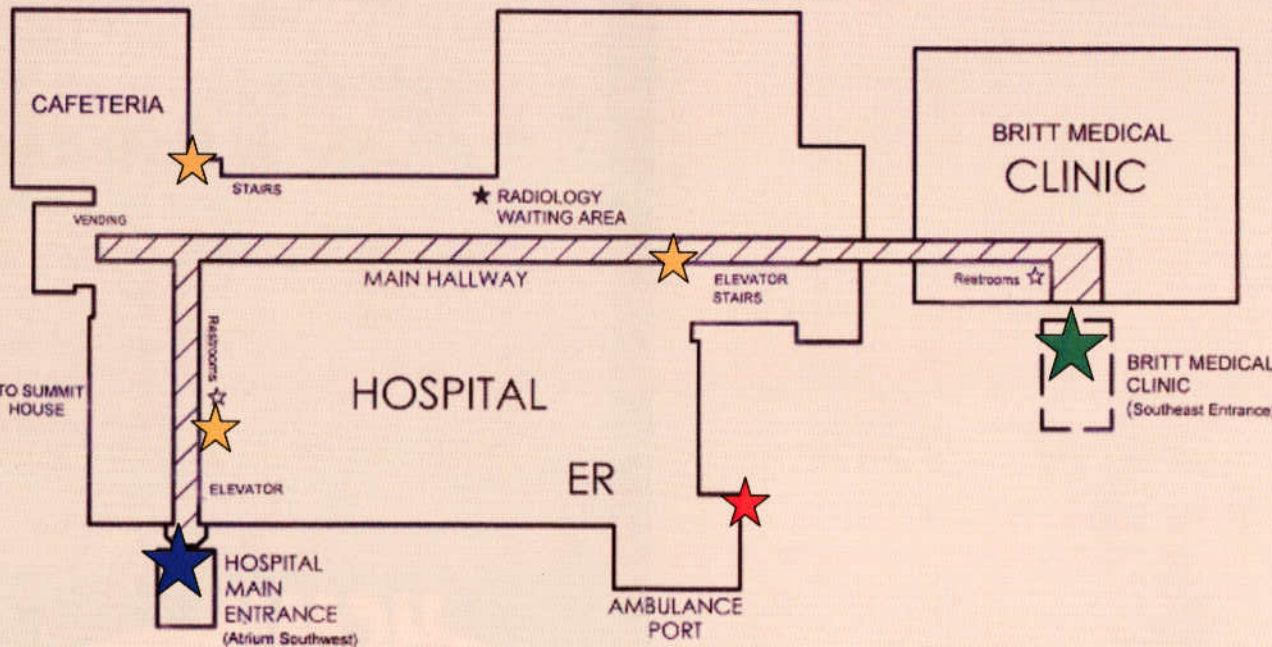 CAFETERIA
BRITT MEDICAL
CLINIC
STAIRS
RADIOLOGY
WAITING AREA
VENDING
MAIN HALLWAY
ELEVATOR
STAIRS
Restrooms
Restrooms
TO SUMMIT
HOUSE
HOSPITAL
BRITT MEDICAL
CLINIC
(Southeast Entrance)
ER
ELEVATOR
HOSPITAL
MAIN
ENTRANCE
(Atrium Southwest)
AMBULANCE
PORT